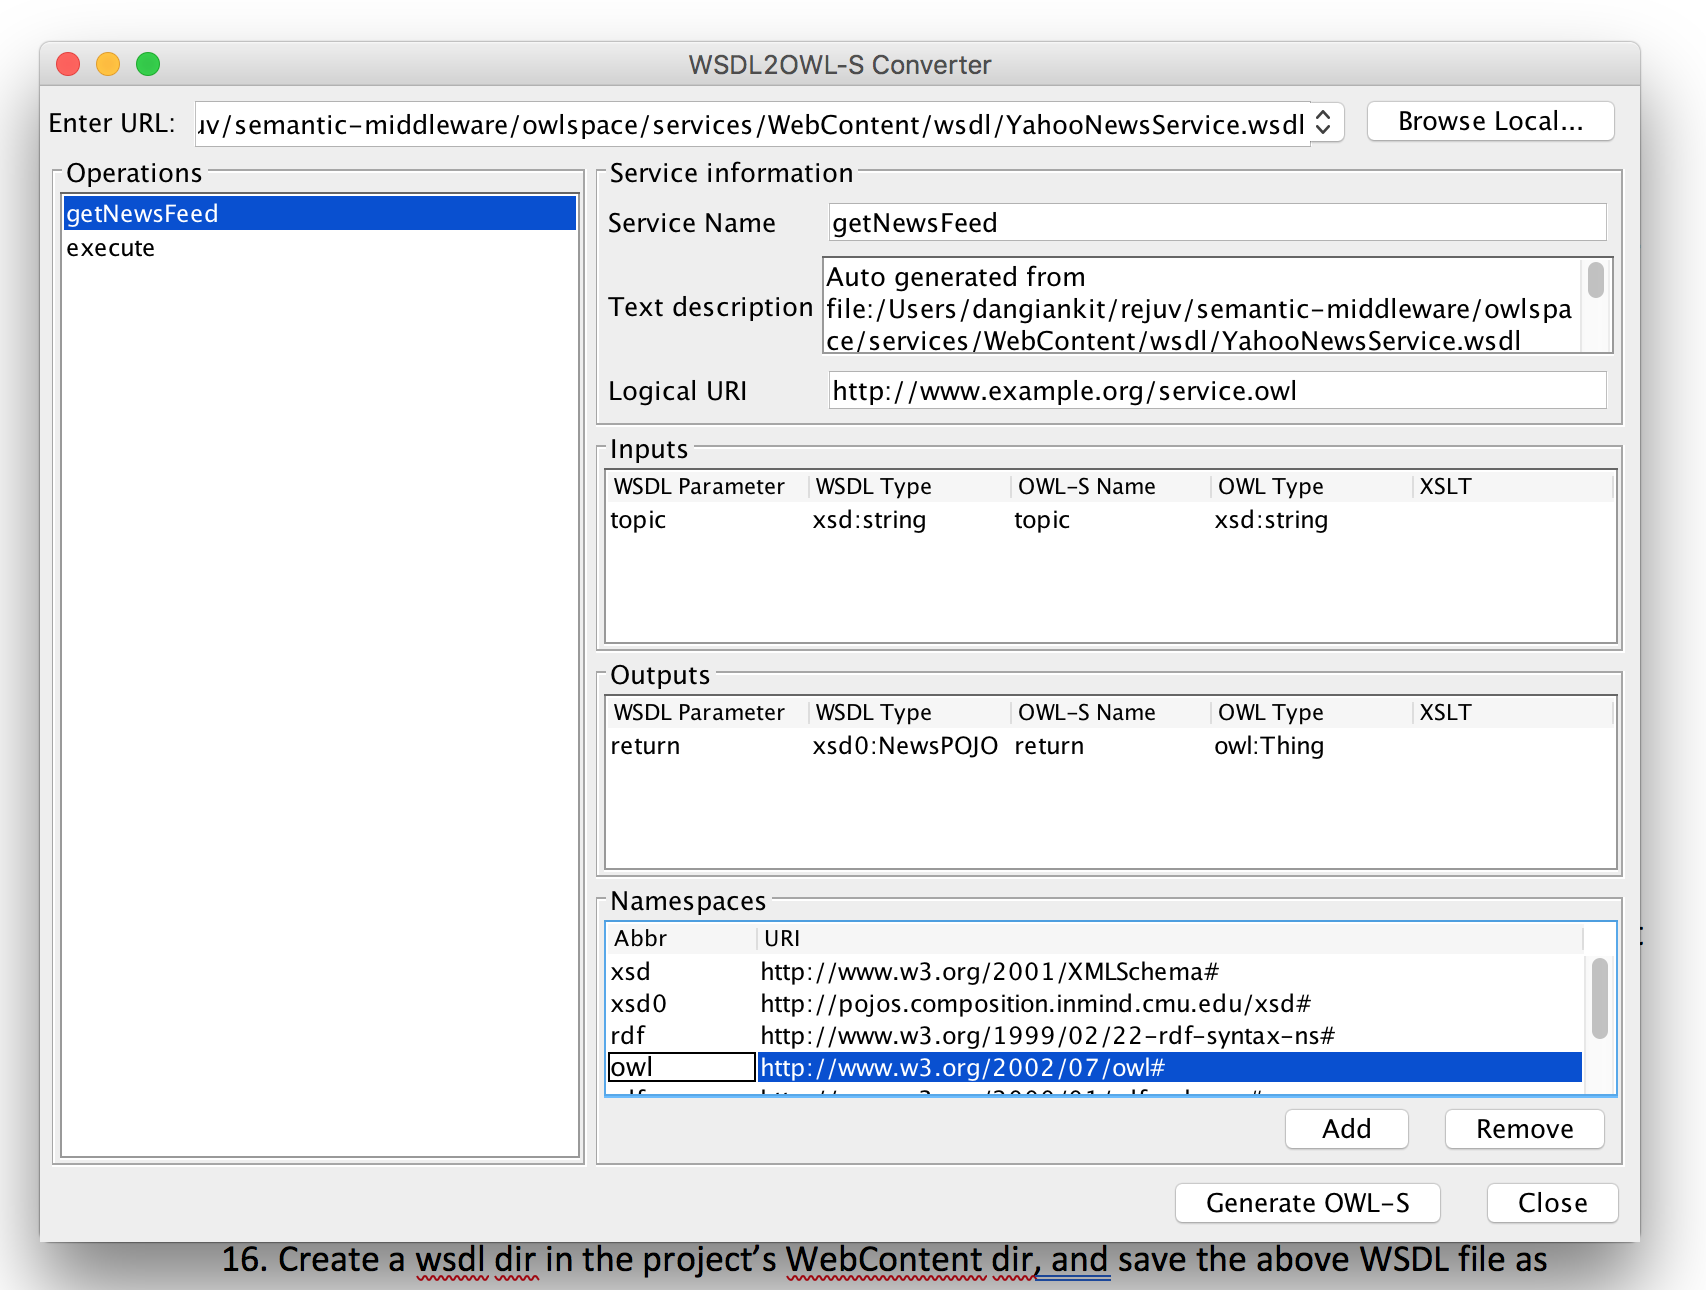 WSDL2OWL-S Converter
Enter URL:
/semantic-middleware/owlspace/services/WebContent/wsdl/YahooNewsService.wsdl
Browse Local...
Operations
getNewsFeed
execute
Service information
Service Name
getNewsFeed
Text description
Auto generated from
file:/Users/dangiankit/rejuv/semantic-middleware/owlspa
ce/services/WebContent/wsdl/YahooNewsService.wsdl
Logical URI
http://www.example.org/service.owl
Inputs
WSDL Parameter WSDL Type OWL-S Name OWL Type XSLT
topic xsd:string topic xsd:string
Outputs
WSDL Parameter WSDL Type OWL-S Name OWL Type XSLT
return xsd0:NewsPOJO return owl:Thing
Namespaces
Abbr URI
xsd http://www.w3.org/2001/XMLSchema#
xsd0 http://pojos.composition.inmind.cmu.edu/xsd#
rdf http://www.w3.org/1999/02/22-rdf-syntax-ns#
owl http://www.w3.org/2002/07/owl#
Add Remove
Generate OWL-S Close
16. Create a wsdl dir in the project’s WebContent dir, and save the above WSDL file as